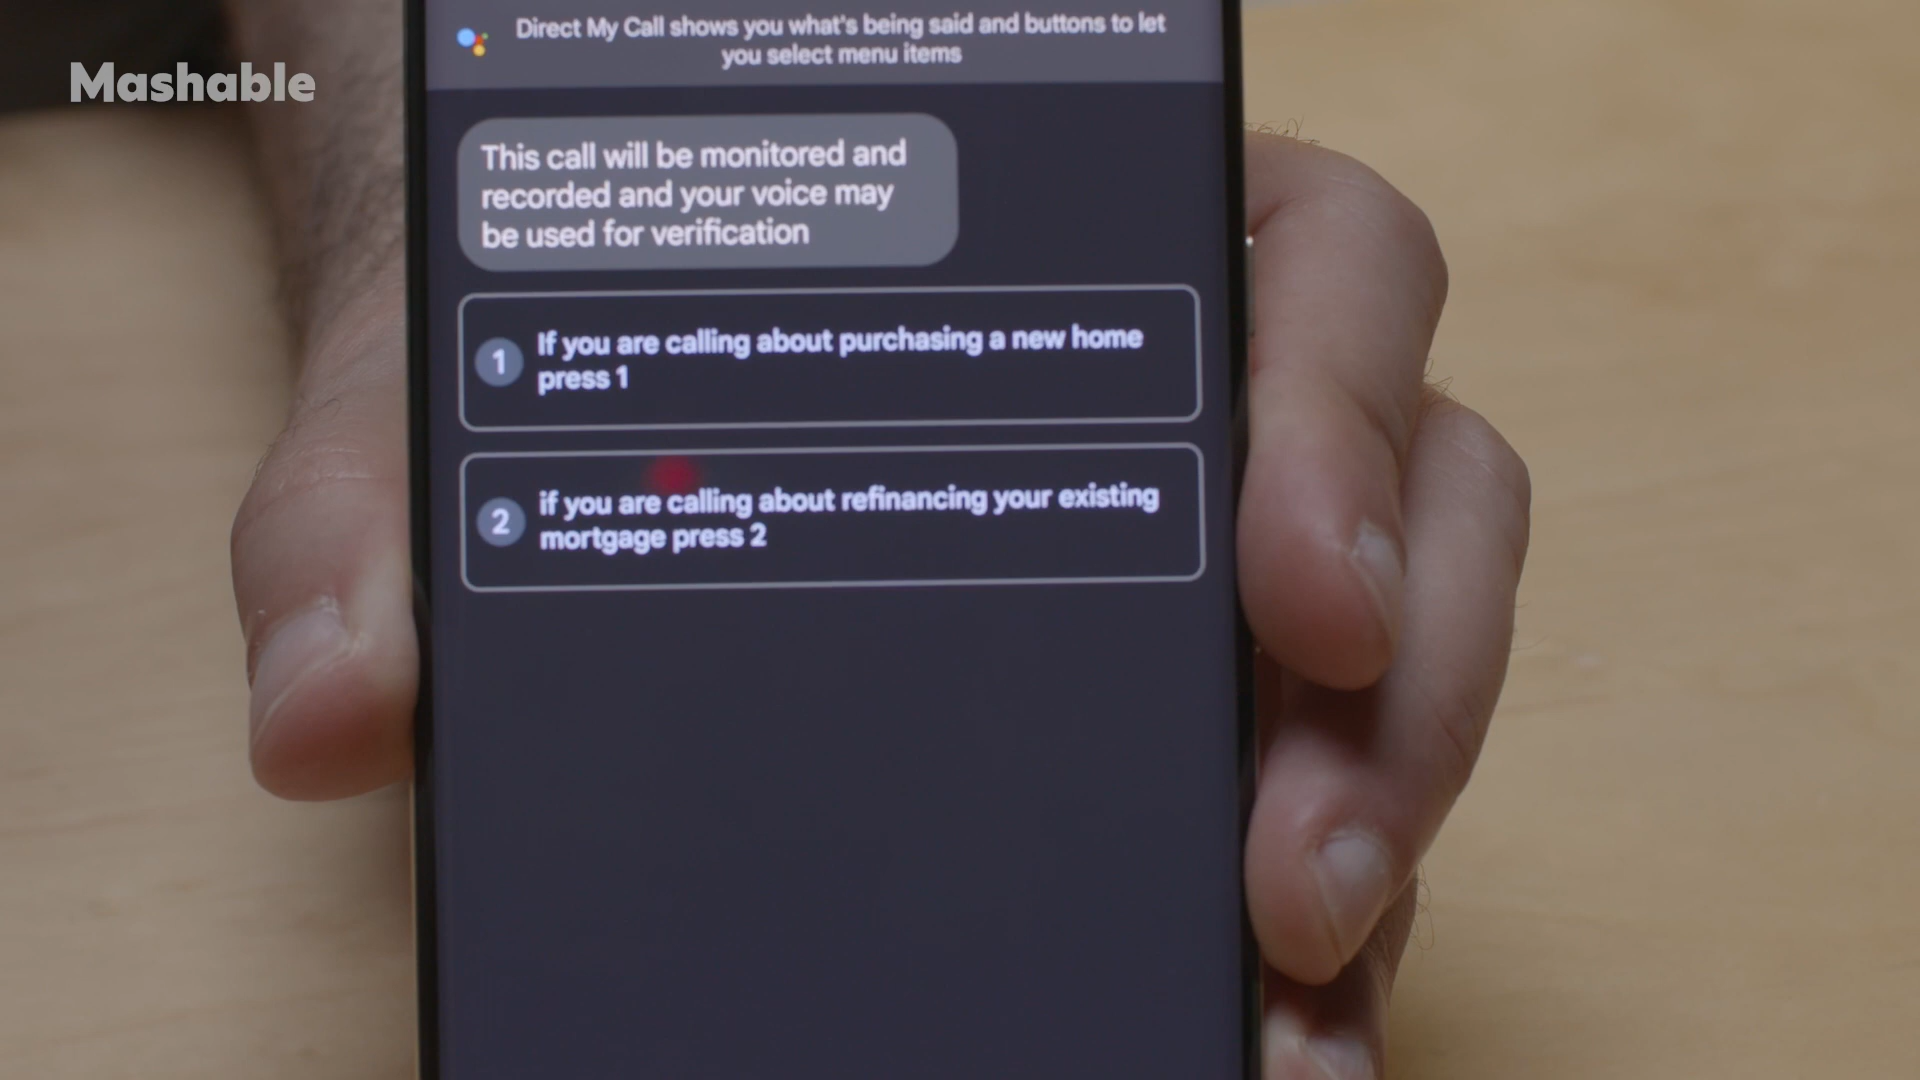 Mashable
Direct My Call shows you what's being said and buttons to let
you select menu items
This call will be monitored and
recorded and your voice may
be used for verification
1
If you are calling about purchasing a new home
press 1
2
if you are calling about refinancing your existing
mortgage press 2